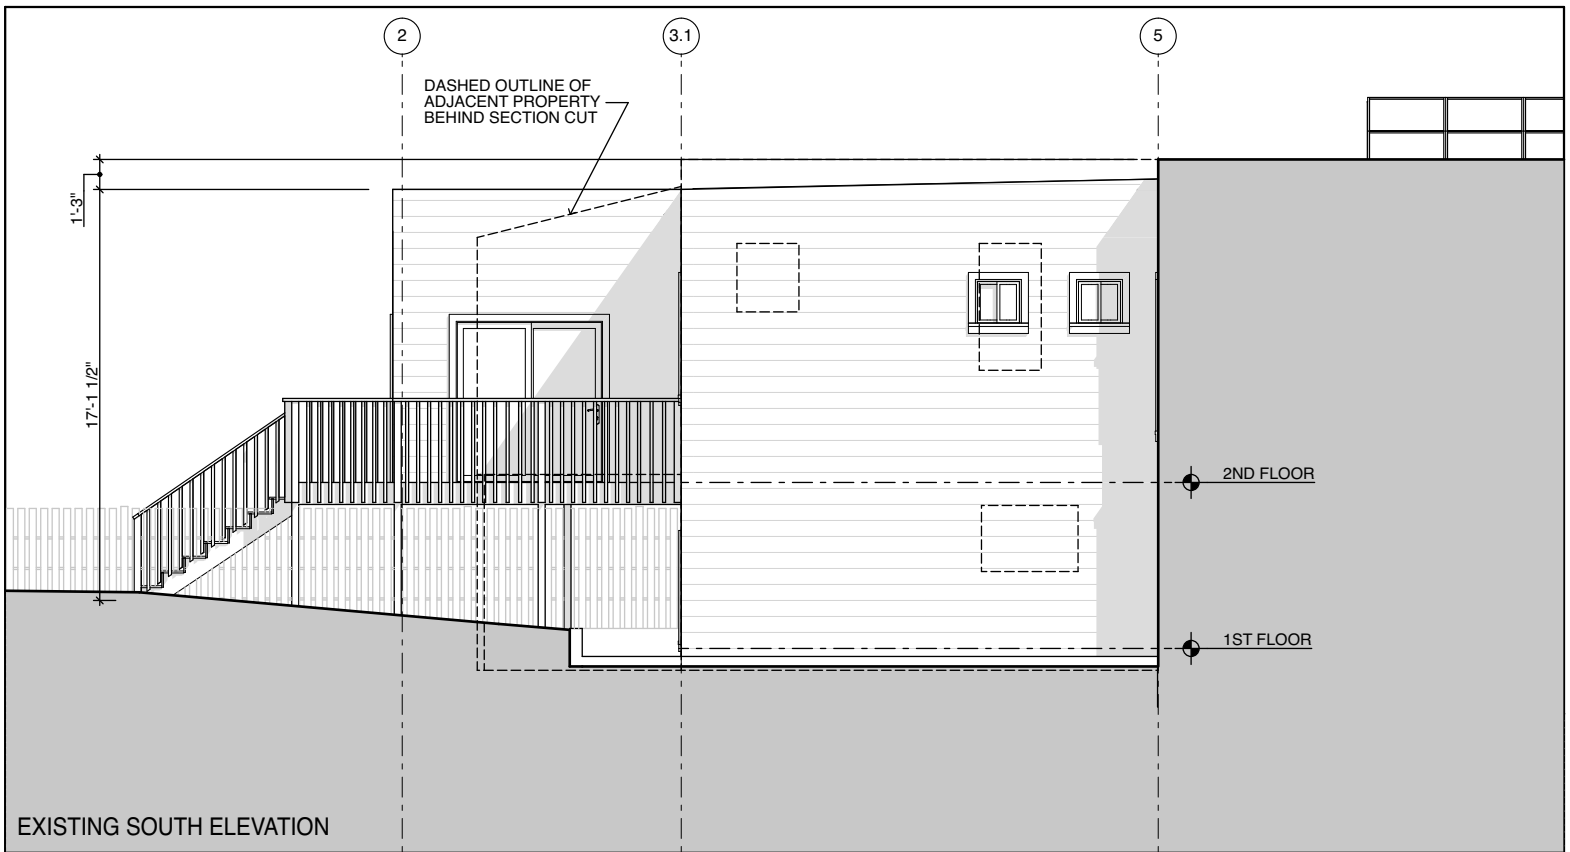 2
3.1
5
DASHED OUTLINE OF
ADJACENT PROPERTY
BEHIND SECTION CUT
1'-3"
17'-1 1/2"
2ND FLOOR
1ST FLOOR
EXISTING SOUTH ELEVATION